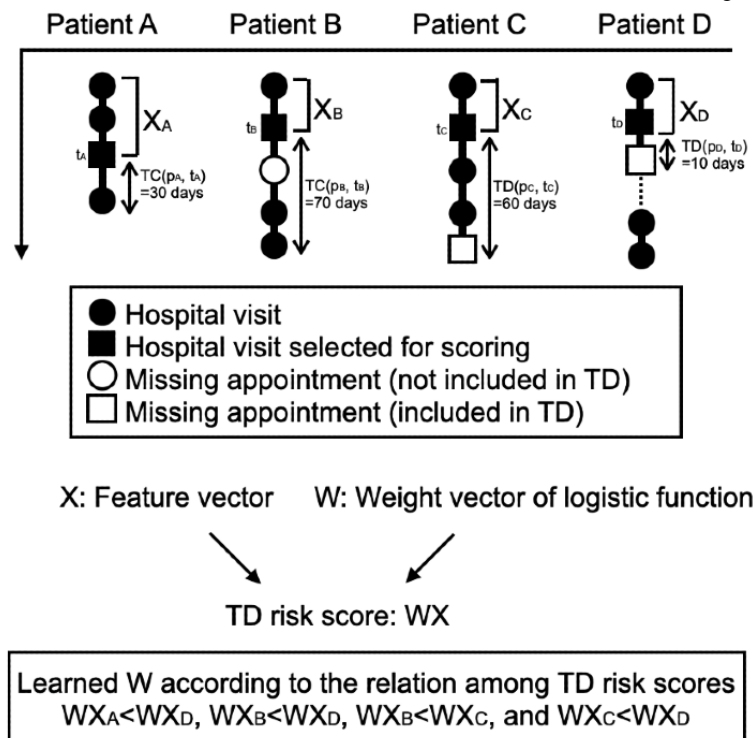 Patient A Patient B Patient C Patient D
XA XB XC XD
tA tB tC tD
TC(pA, tA)
=30 days
TC(pB, tB)
=70 days
TD(pC, tC)
=60 days
TD(pD, tD)
=10 days
Hospital visit
Hospital visit selected for scoring
Missing appointment (not included in TD)
Missing appointment (included in TD)
X: Feature vector W: Weight vector of logistic function
TD risk score: WX
Learned W according to the relation among TD risk scores
WXA<WXD, WXB<WXD, WXB<WXC, and WXC<WXD